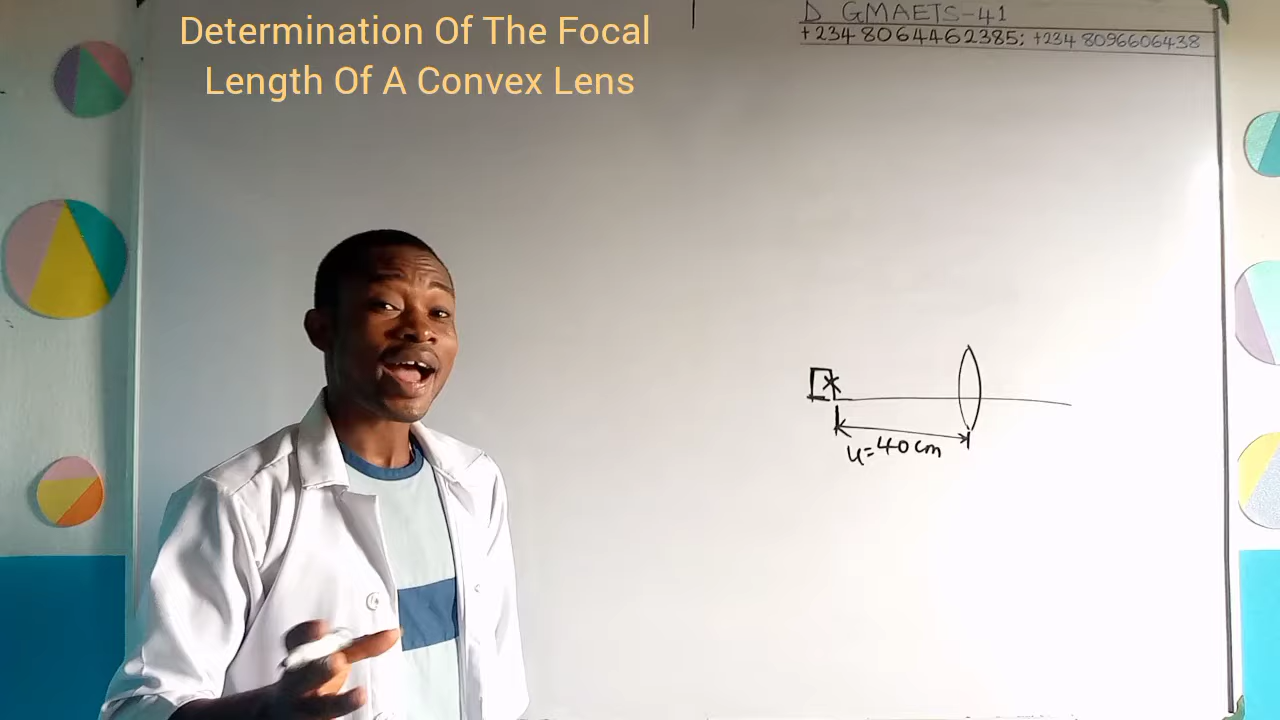 Determination Of The Focal
Length Of A Convex Lens
D GMAETS-41
+234 8064462385; +234 8096606438
u=40cm